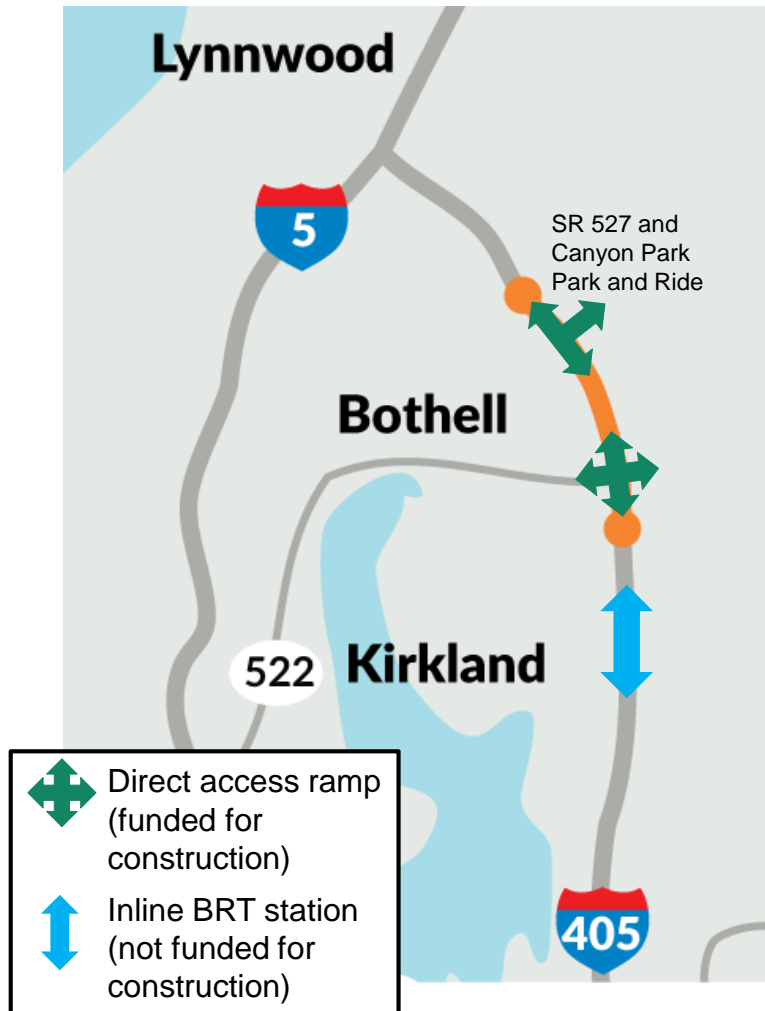 Lynnwood
5
SR 527 and
Canyon Park
Park and Ride
Bothell
522
Kirkland
Direct access ramp
(funded for
construction)
Inline BRT station
(not funded for
construction)
405